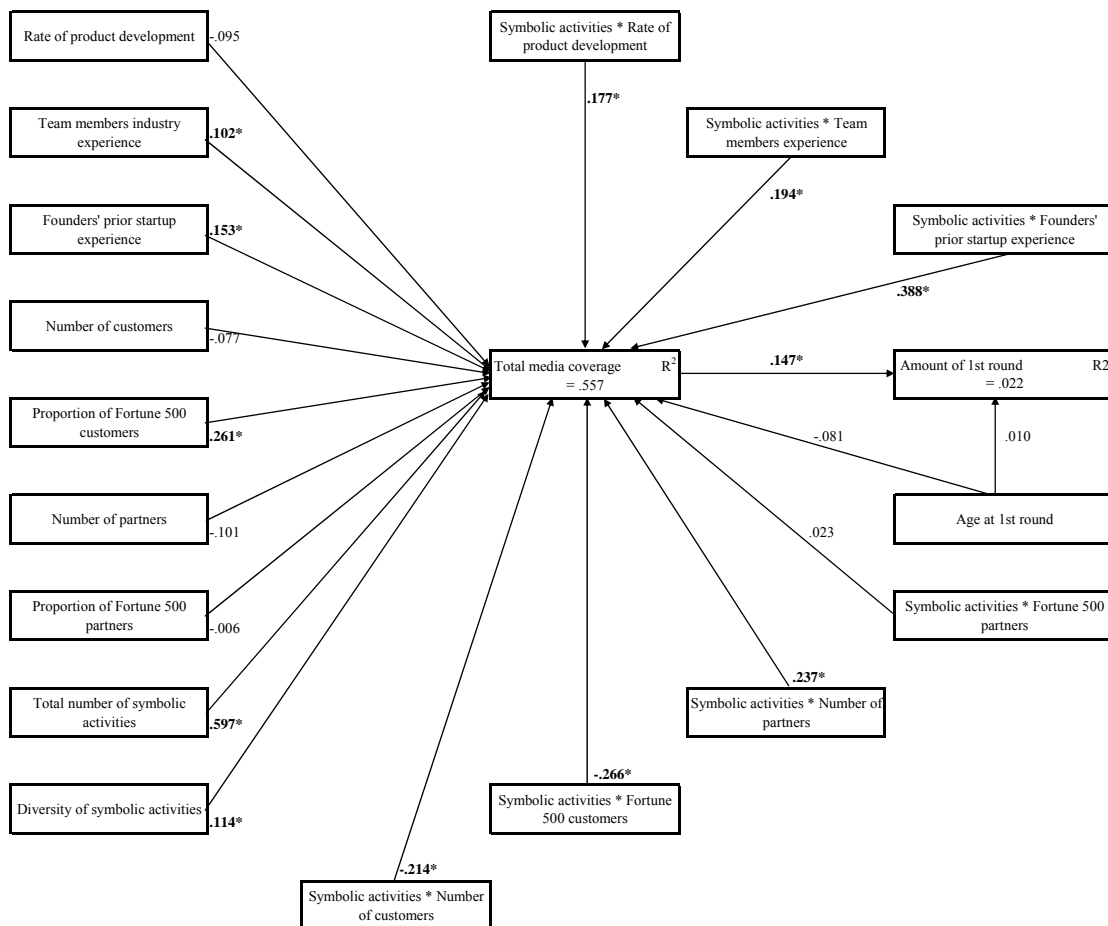 Rate of product development
-.095
Symbolic activities * Rate of
product development
.177*
Team members industry
experience
.102*
Symbolic activities * Team
members experience
.194*
Founders' prior startup
experience
.153*
Symbolic activities * Founders'
prior startup experience
.388*
Number of customers
-.077
Total media coverage R2
= .557
.147*
Amount of 1st round R2
= .022
Proportion of Fortune 500
customers
.261*
-.081
.010
Number of partners
-.101
Age at 1st round
.023
Proportion of Fortune 500
partners
-.006
Symbolic activities * Fortune 500
partners
Total number of symbolic
activities
.597*
.237*
Symbolic activities * Number of
partners
Diversity of symbolic activities
.114*
-.266*
Symbolic activities * Fortune
500 customers
-.214*
Symbolic activities * Number
of customers